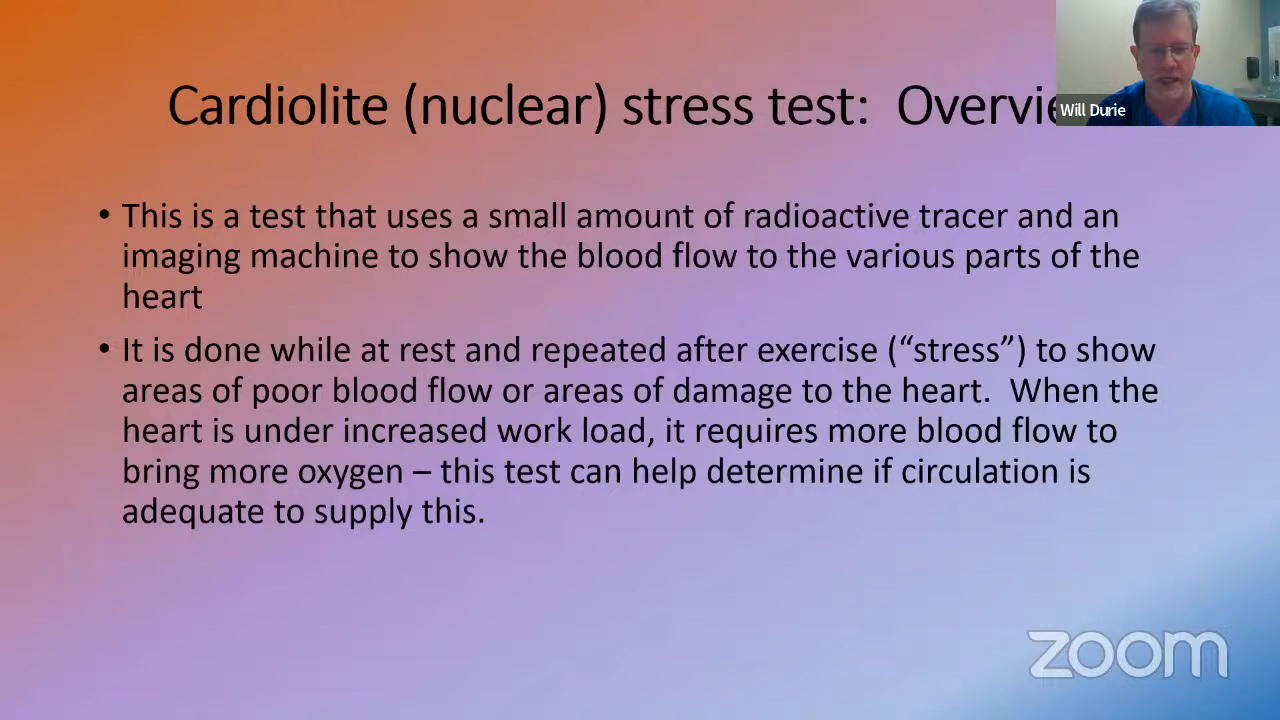 Cardiolite (nuclear) stress test: Overvie
Will Durie
• This is a test that uses a small amount of radioactive tracer and an
imaging machine to show the blood flow to the various parts of the
heart
• It is done while at rest and repeated after exercise (“stress”) to show
areas of poor blood flow or areas of damage to the heart. When the
heart is under increased work load, it requires more blood flow to
bring more oxygen – this test can help determine if circulation is
adequate to supply this.
zoom